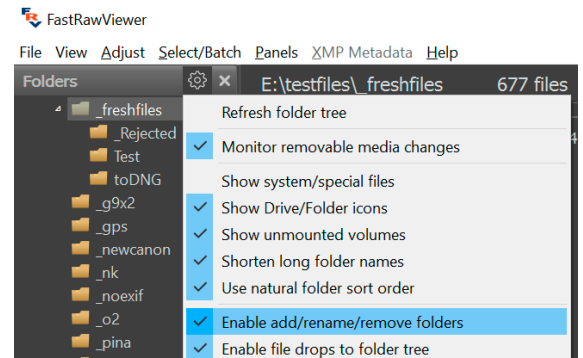 FastRawViewer
File View Adjust Select/Batch Panels XMP Metadata Help
Folders E:\testfiles\_freshfiles 677 files
_freshfiles
_Rejected
Test
toDNG
_g9x2
_gps
_newcanon
_nk
_noexif
_o2
_pina
Refresh folder tree
Monitor removable media changes
Show system/special files
Show Drive/Folder icons
Show unmounted volumes
Shorten long folder names
Use natural folder sort order
Enable add/rename/remove folders
Enable file drops to folder tree
4